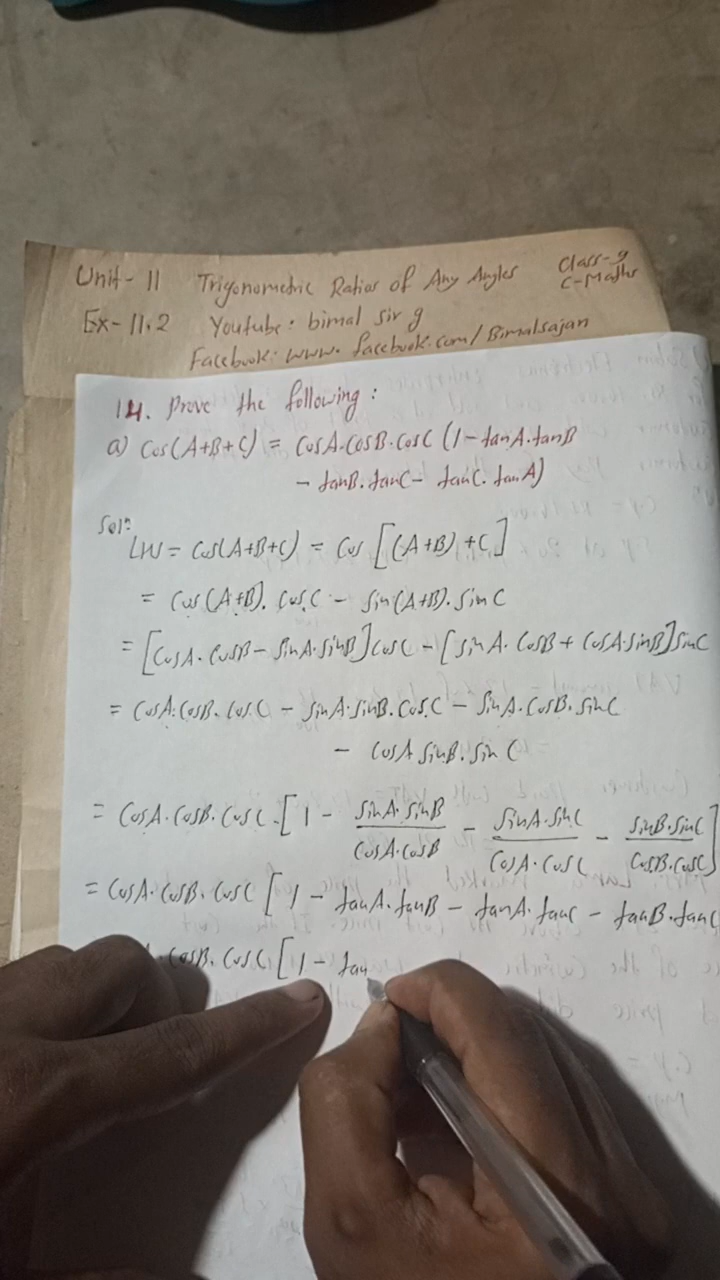 Unit-11 Trigonometric Ratios of Any Angles Class-9
C-Maths
Ex-11.2 Youtube: bimal sir g
Facebook: www.facebook.com/Bimalsajan
14. Prove the following:
a) Cos(A+B+C) = CosA.CosB.CosC (1-tanA.tanB
- tanB.tanC- tanC.tanA)
Solⁿ:
LHS = Cos(A+B+C) = Cos [(A+B)+C]
= Cos(A+B). Cos.C - Sin(A+B).SinC
= [CosA.CosB - SinA.SinB]CosC - [SinA.CosB + CosA.SinB]SinC
= CosA.CosB.Cos.C - SinA.SinB.Cos.C - SinA.CosB.SinC
- CosA SinB.Sin C
= CosA.CosB.CosC.[1 - SinA.SinB/CosA.CosB - SinA.SinC/CosA.CosC - SinB.SinC/CosB.CosC]
= CosA.CosB.CosC [1 - tanA.tanB - tanA.tanC - tanB.tanC
CosB.CosC [1 - tan